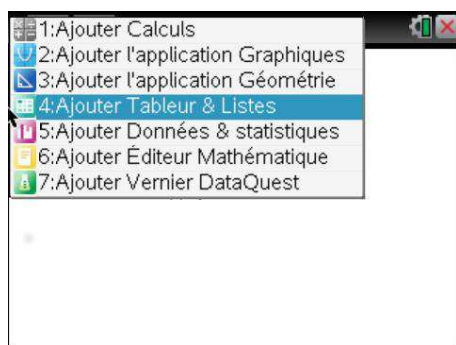 1:Ajouter Calculs
2:Ajouter l'application Graphiques
3:Ajouter l'application Géométrie
4:Ajouter Tableur & Listes
5:Ajouter Données & statistiques
6:Ajouter Éditeur Mathématique
7:Ajouter Vernier DataQuest